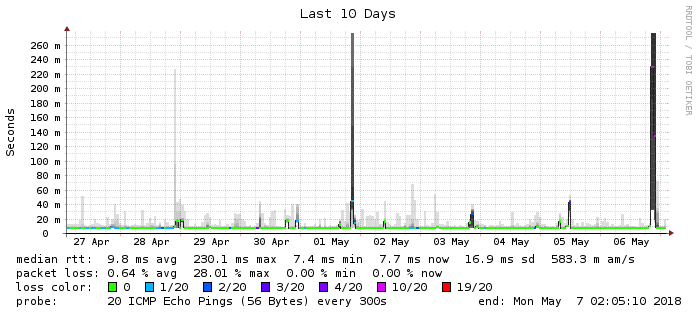 Last 10 Days
RRDTOOL / TOBI OETIKER
Seconds
260 m
240 m
220 m
200 m
180 m
160 m
140 m
120 m
100 m
80 m
60 m
40 m
20 m
0
27 Apr 28 Apr 29 Apr 30 Apr 01 May 02 May 03 May 04 May 05 May 06 May
median rtt: 9.8 ms avg 230.1 ms max 7.4 ms min 7.7 ms now 16.9 ms sd 583.3 m am/s
packet loss: 0.64 % avg 28.01 % max 0.00 % min 0.00 % now
loss color: 0 1/20 2/20 3/20 4/20 10/20 19/20
probe: 20 ICMP Echo Pings (56 Bytes) every 300s end: Mon May 7 02:05:10 2018